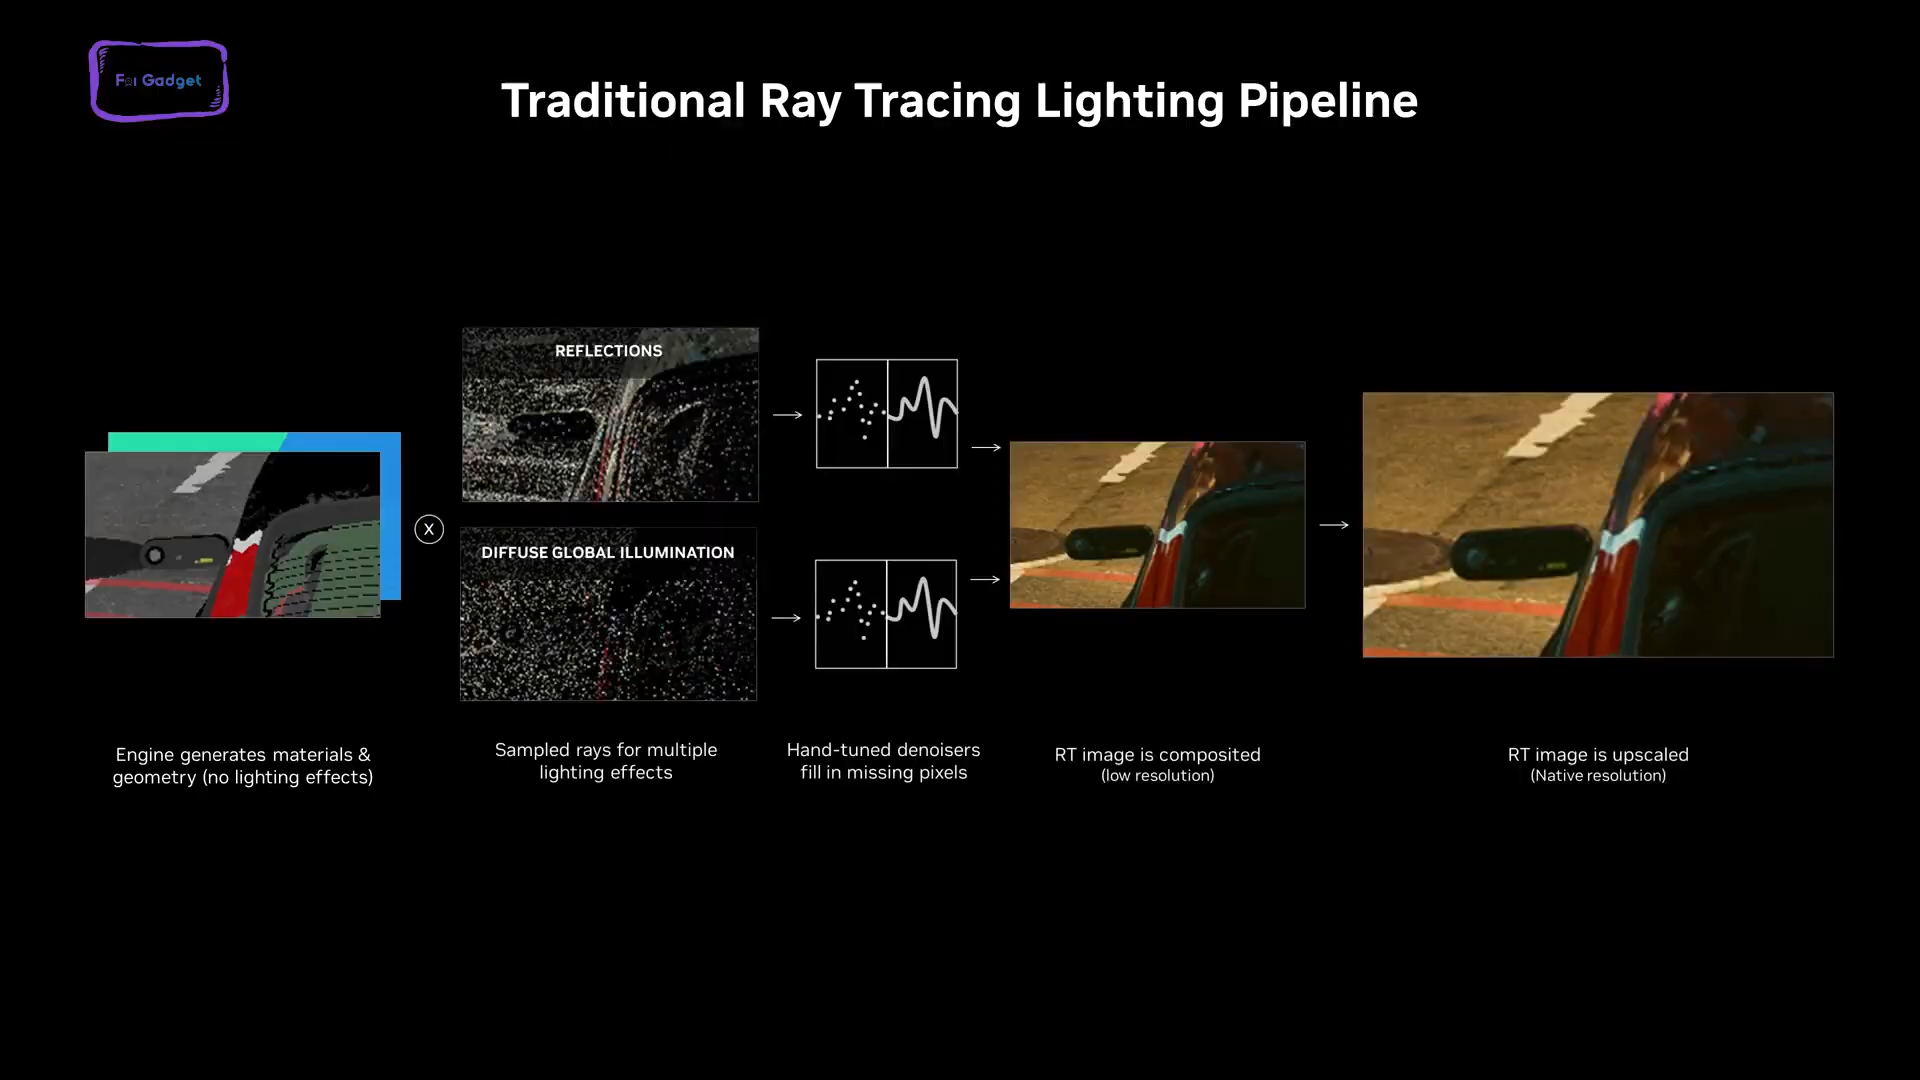 Foi Gadget
Traditional Ray Tracing Lighting Pipeline
REFLECTIONS
DIFFUSE GLOBAL ILLUMINATION
X
Engine generates materials &
geometry (no lighting effects)
Sampled rays for multiple
lighting effects
Hand-tuned denoisers
fill in missing pixels
RT image is composited
(low resolution)
RT image is upscaled
(Native resolution)